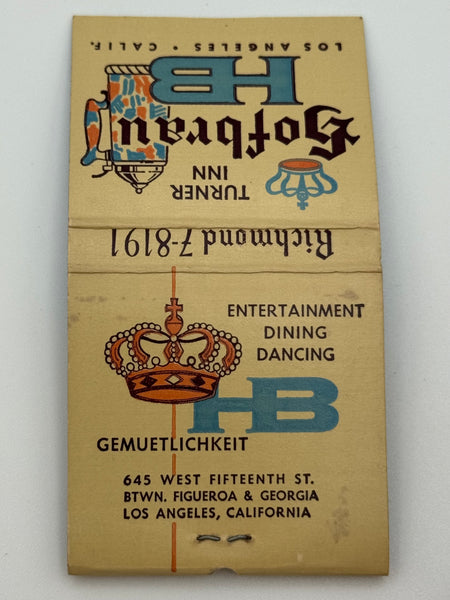 Richmond 7-8191
TURNER
INN
Hofbrau
HB
LOS ANGELES • CALIF.
ENTERTAINMENT
DINING
DANCING
HB
GEMUETLICHKEIT
645 WEST FIFTEENTH ST.
BTWN. FIGUEROA & GEORGIA
LOS ANGELES, CALIFORNIA